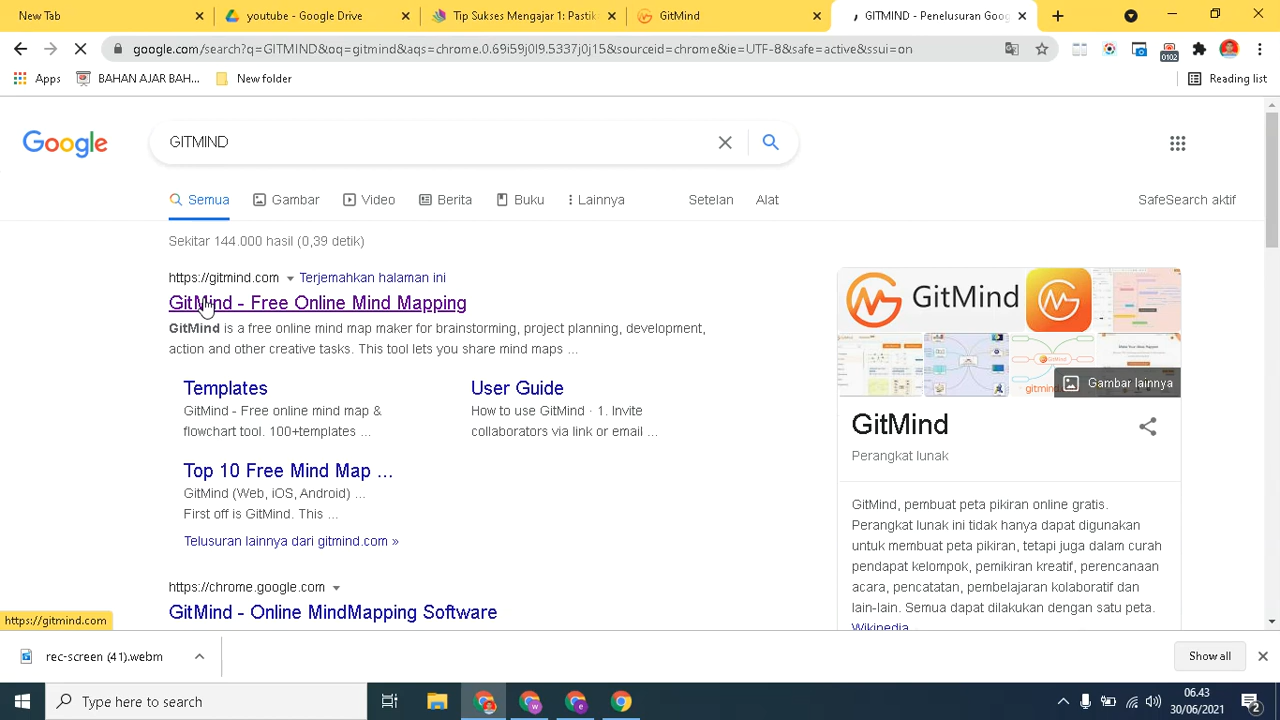 New Tab
youtube - Google Drive
Tip Sukses Mengajar 1: Pastik
GitMind
GITMIND - Penelusuran Goog
google.com/search?q=GITMIND&oq=gitmind&aqs=chrome.0.69i59j0l9.5337j0j15&sourceid=chrome&ie=UTF-8&safe=active&ssui=on
0102
Apps
BAHAN AJAR BAH...
New folder
Reading list
Google
GITMIND
Semua
Gambar
Video
Berita
Buku
Lainnya
Setelan
Alat
SafeSearch aktif
Sekitar 144.000 hasil (0,39 detik)
https://gitmind.com
Terjemahkan halaman ini
GitMind - Free Online Mind Mapping
GitMind is a free online mind map maker for brainstorming, project planning, development,
action and other creative tasks. This tool lets you share mind maps ...
Templates
GitMind - Free online mind map &
flowchart tool. 100+templates ...
User Guide
How to use GitMind · 1. Invite
collaborators via link or email ...
Top 10 Free Mind Map ...
GitMind (Web, iOS, Android) ...
First off is GitMind. This ...
Telusuran lainnya dari gitmind.com »
https://chrome.google.com
GitMind - Online MindMapping Software
GitMind
Gambar lainnya
GitMind
Perangkat lunak
GitMind, pembuat peta pikiran online gratis.
Perangkat lunak ini tidak hanya dapat digunakan
untuk membuat peta pikiran, tetapi juga dalam curah
pendapat kelompok, pemikiran kreatif, perencanaan
acara, pencatatan, pembelajaran kolaboratif dan
lain-lain. Semua dapat dilakukan dengan satu peta.
Wikipedia
https://gitmind.com
rec-screen (41).webm
Show all
Type here to search
06.43
30/06/2021
2